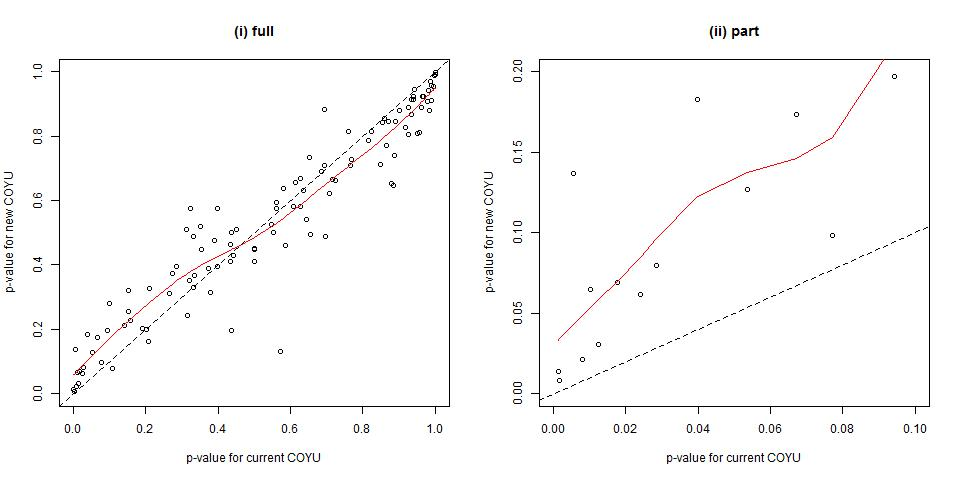 (i) full
p-value for new COYU
1.0
0.8
0.6
0.4
0.2
0.0
0.0 0.2 0.4 0.6 0.8 1.0
p-value for current COYU
(ii) part
p-value for new COYU
0.20
0.15
0.10
0.05
0.00
0.00 0.02 0.04 0.06 0.08 0.10
p-value for current COYU